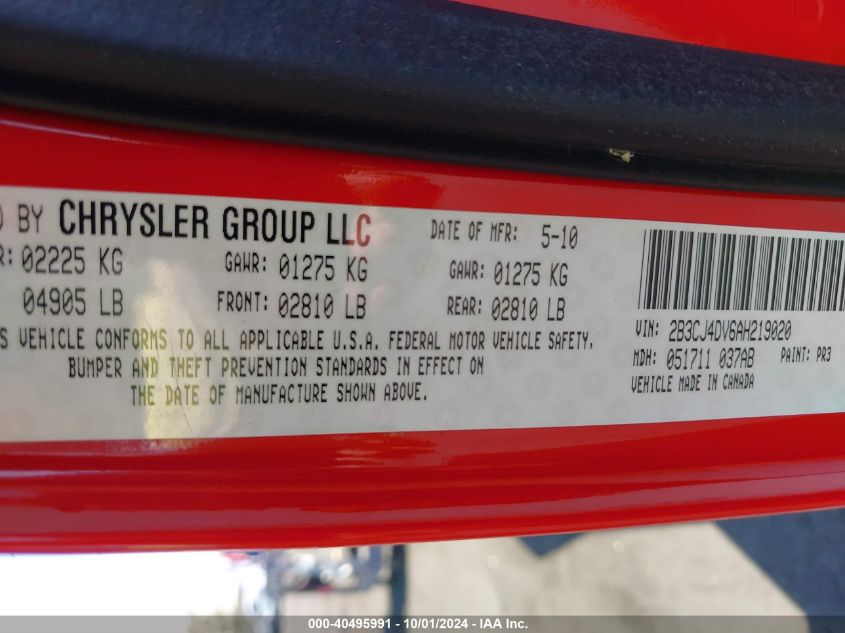 BY CHRYSLER GROUP LLC DATE OF MFR: 5-10
R: 02225 KG GAWR: 01275 KG GAWR: 01275 KG
04905 LB FRONT: 02810 LB REAR: 02810 LB
S VEHICLE CONFORMS TO ALL APPLICABLE U.S.A. FEDERAL MOTOR VEHICLE SAFETY,
BUMPER AND THEFT PREVENTION STANDARDS IN EFFECT ON
THE DATE OF MANUFACTURE SHOWN ABOVE.
VIN: 2B3CJ4DV6AH219020
MDH: 051711 037AB PAINT: PR3
VEHICLE MADE IN CANADA
000-40495991 - 10/01/2024 - IAA Inc.